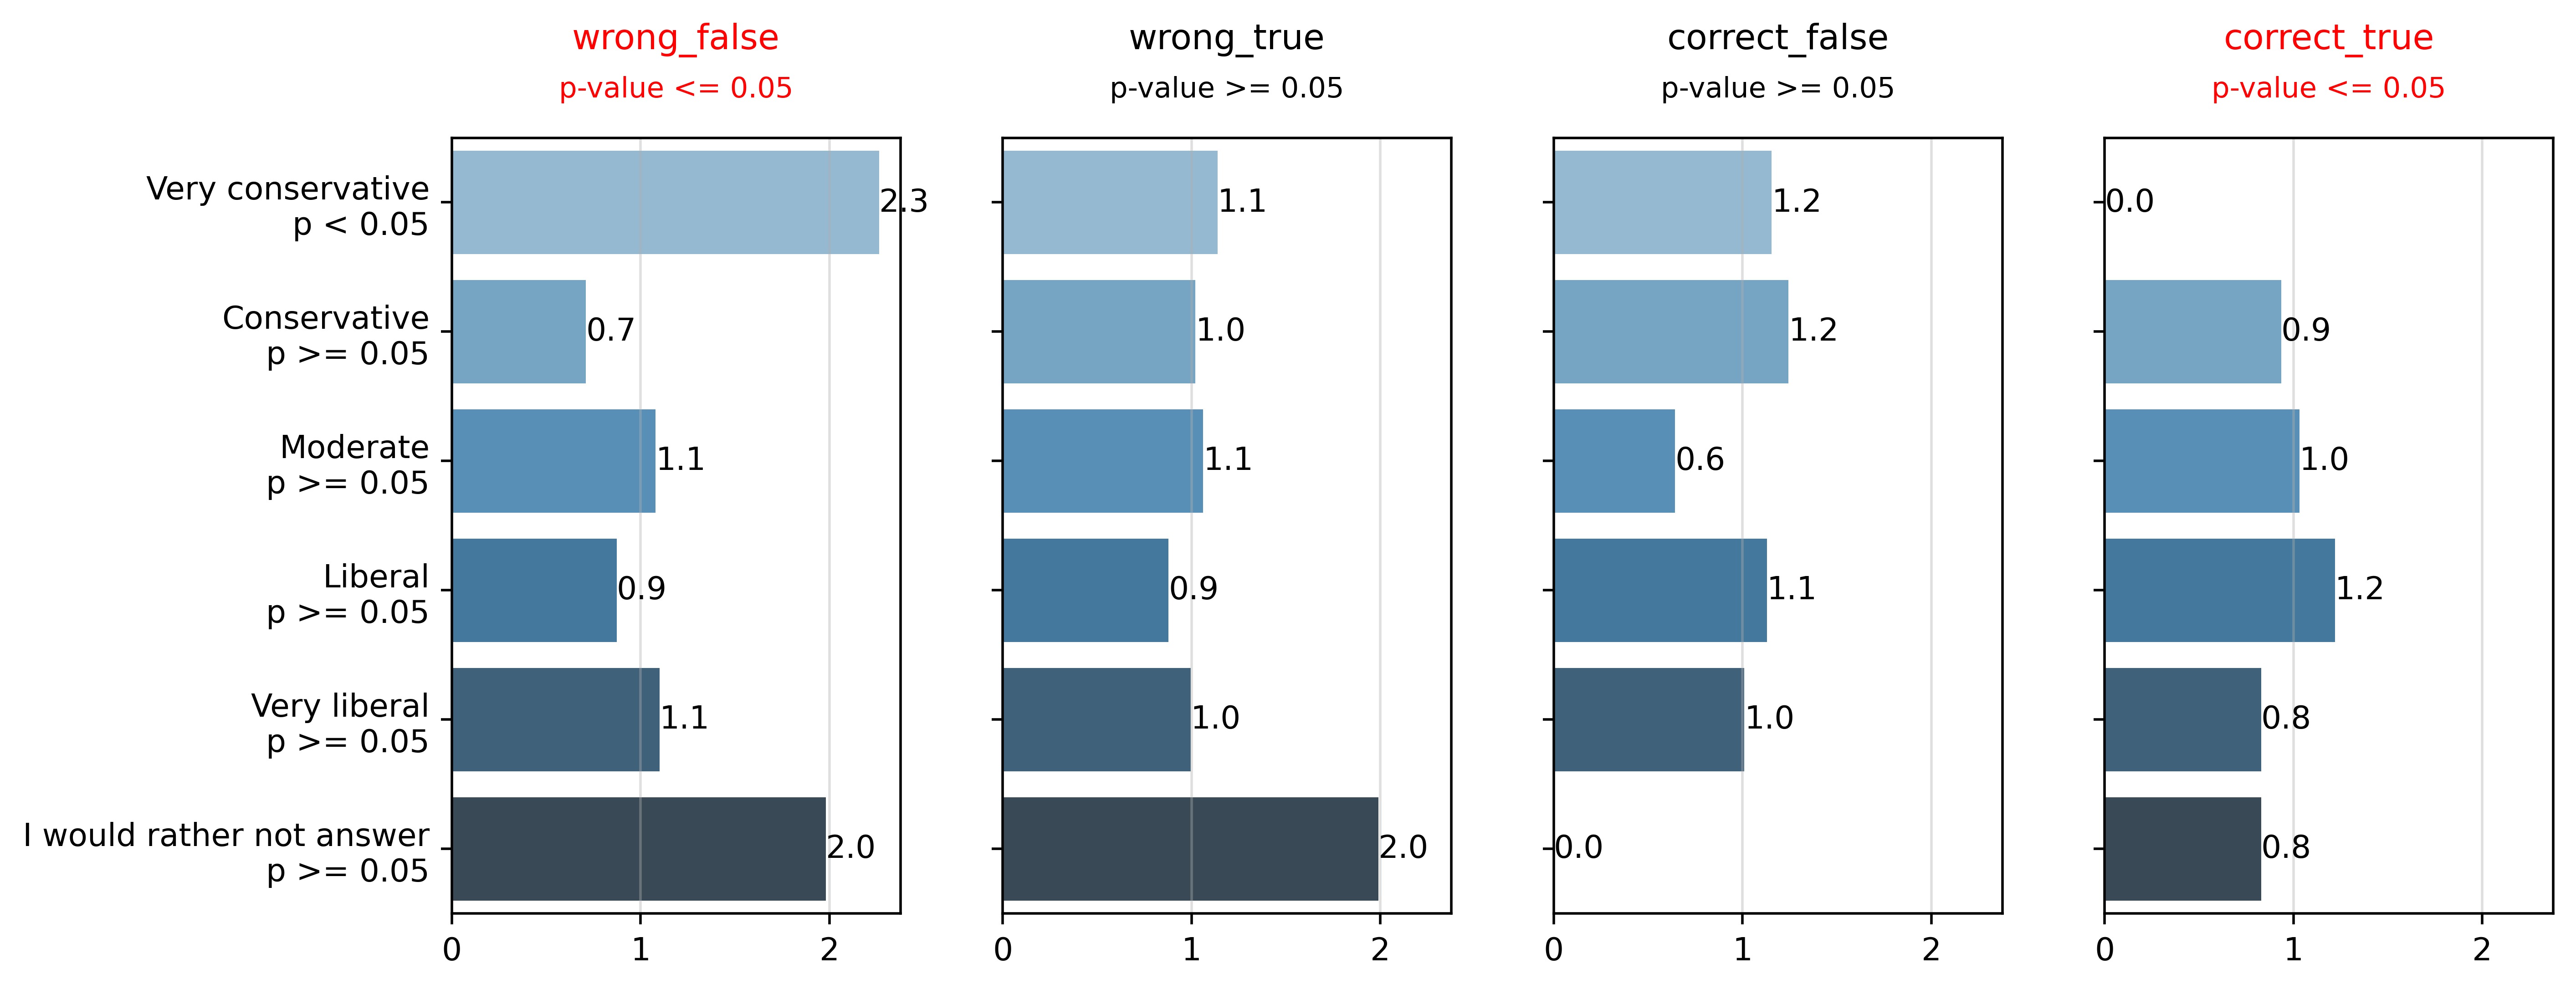 wrong_false
p-value <= 0.05
wrong_true
p-value >= 0.05
correct_false
p-value >= 0.05
correct_true
p-value <= 0.05
Very conservative
p < 0.05
2.3
1.1
1.2
0.0
Conservative
p >= 0.05
0.7
1.0
1.2
0.9
Moderate
p >= 0.05
1.1
1.1
0.6
1.0
Liberal
p >= 0.05
0.9
0.9
1.1
1.2
Very liberal
p >= 0.05
1.1
1.0
1.0
0.8
I would rather not answer
p >= 0.05
2.0
2.0
0.0
0.8
0 1 2
0 1 2
0 1 2
0 1 2